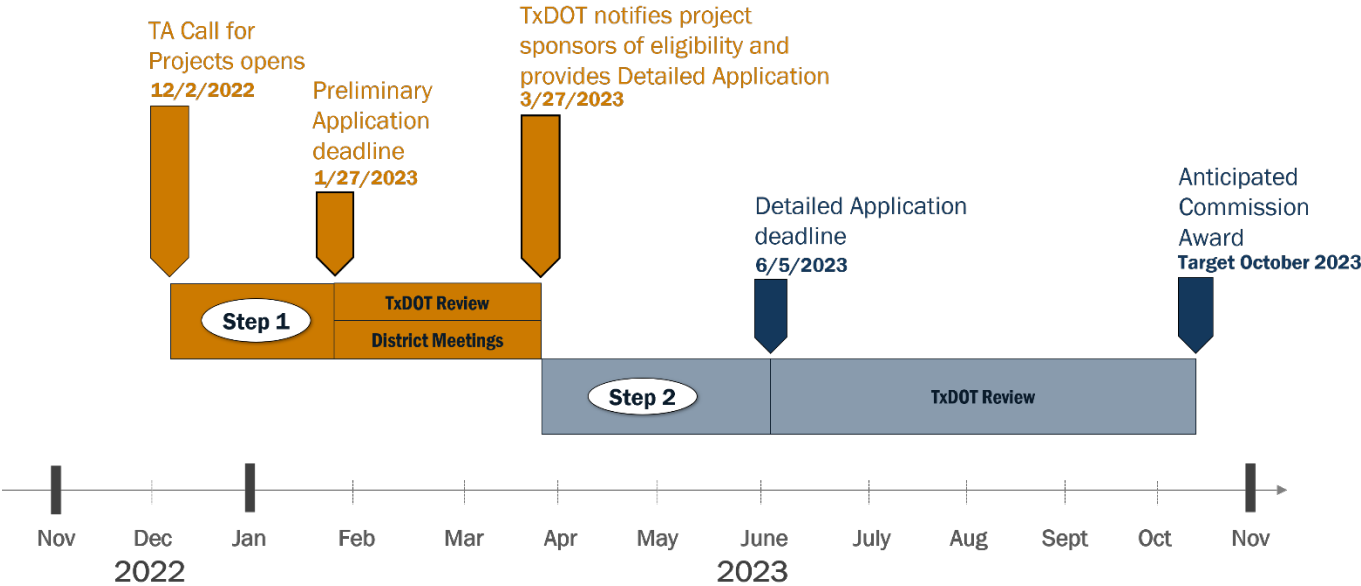 TA Call for
Projects opens
12/2/2022
Preliminary
Application
deadline
1/27/2023
TxDOT notifies project
sponsors of eligibility and
provides Detailed Application
3/27/2023
Detailed Application
deadline
6/5/2023
Anticipated
Commission
Award
Target October 2023
Step 1
TxDOT Review
District Meetings
Step 2
TxDOT Review
Nov Dec Jan Feb Mar Apr May June July Aug Sept Oct Nov
2022 2023